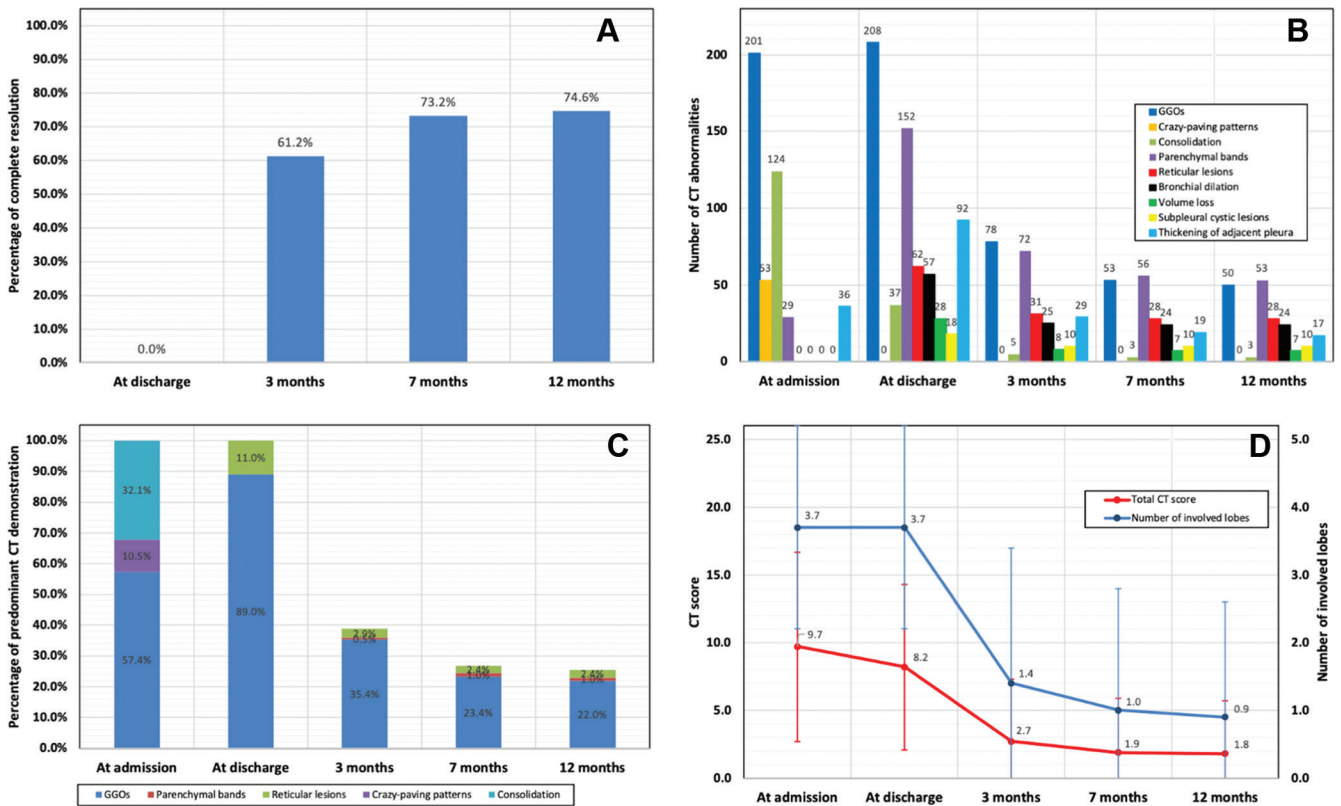 A
Percentage of complete resolution
100.0%
90.0%
80.0%
70.0%
60.0%
50.0%
40.0%
30.0%
20.0%
10.0%
0.0%
0.0%
61.2%
73.2%
74.6%
At discharge
3 months
7 months
12 months
B
Number of CT abnormalities
200
150
100
50
0
201
53
124
29
0 0 0 0
36
208
0
37
152
62
57
28
18
92
78
0
5
72
31
25
8
10
29
53
0
3
56
28
24
7
10
19
50
0
3
53
28
24
7
10
17
GGOs
Crazy-paving patterns
Consolidation
Parenchymal bands
Reticular lesions
Bronchial dilation
Volume loss
Subpleural cystic lesions
Thickening of adjacent pleura
At admission
At discharge
3 months
7 months
12 months
C
Percentage of predominant CT demonstration
100.0%
90.0%
80.0%
70.0%
60.0%
50.0%
40.0%
30.0%
20.0%
10.0%
0.0%
32.1%
10.5%
57.4%
11.0%
89.0%
2.9%
0.5%
35.4%
2.4%
1.0%
23.4%
2.4%
1.0%
22.0%
At admission
At discharge
3 months
7 months
12 months
GGOs
Parenchymal bands
Reticular lesions
Crazy-paving patterns
Consolidation
D
CT score
25.0
20.0
15.0
10.0
5.0
0.0
Number of involved lobes
5.0
4.0
3.0
2.0
1.0
0.0
Total CT score
Number of involved lobes
3.7
3.7
1.4
1.0
0.9
9.7
8.2
2.7
1.9
1.8
At admission
At discharge
3 months
7 months
12 months